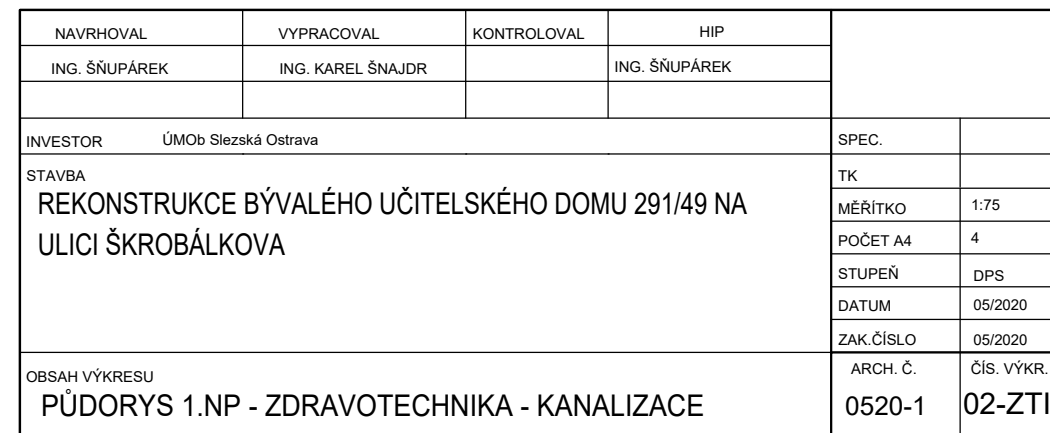 NAVRHOVAL VYPRACOVAL KONTROLOVAL HIP
ING. ŠŇUPÁREK ING. KAREL ŠNAJDR ING. ŠŇUPÁREK
INVESTOR ÚMOb Slezská Ostrava
SPEC.
STAVBA
REKONSTRUKCE BÝVALÉHO UČITELSKÉHO DOMU 291/49 NA
ULICI ŠKROBÁLKOVA
TK
MĚŘÍTKO 1:75
POČET A4 4
STUPEŇ DPS
DATUM 05/2020
ZAK.ČÍSLO 05/2020
OBSAH VÝKRESU
PŮDORYS 1.NP - ZDRAVOTECHNIKA - KANALIZACE
ARCH. Č. ČÍS. VÝKR.
0520-1 02-ZTI